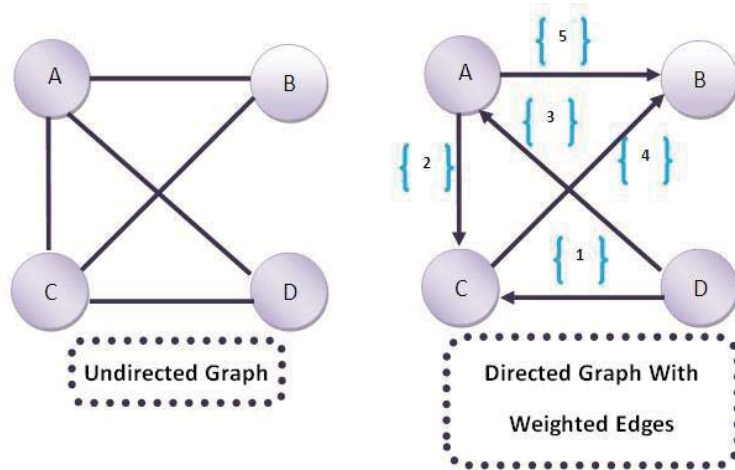 A
B
C
D
Undirected Graph
{ 5 }
A
B
{ 3 }
{ 2 }
{ 4 }
{ 1 }
C
D
Directed Graph With
Weighted Edges